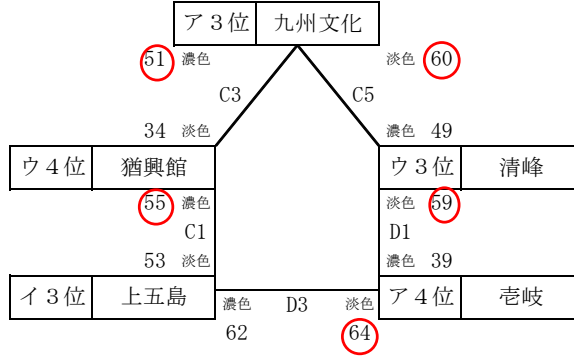 ア３位 九州文化
51 濃色 淡色 60
C3 C5
34 淡色 濃色 49
ウ４位 猶興館 ウ３位 清峰
55 濃色 淡色 59
C1 D1
53 淡色 濃色 39
イ３位 上五島 ア４位 壱岐
濃色 D3 淡色
62 64